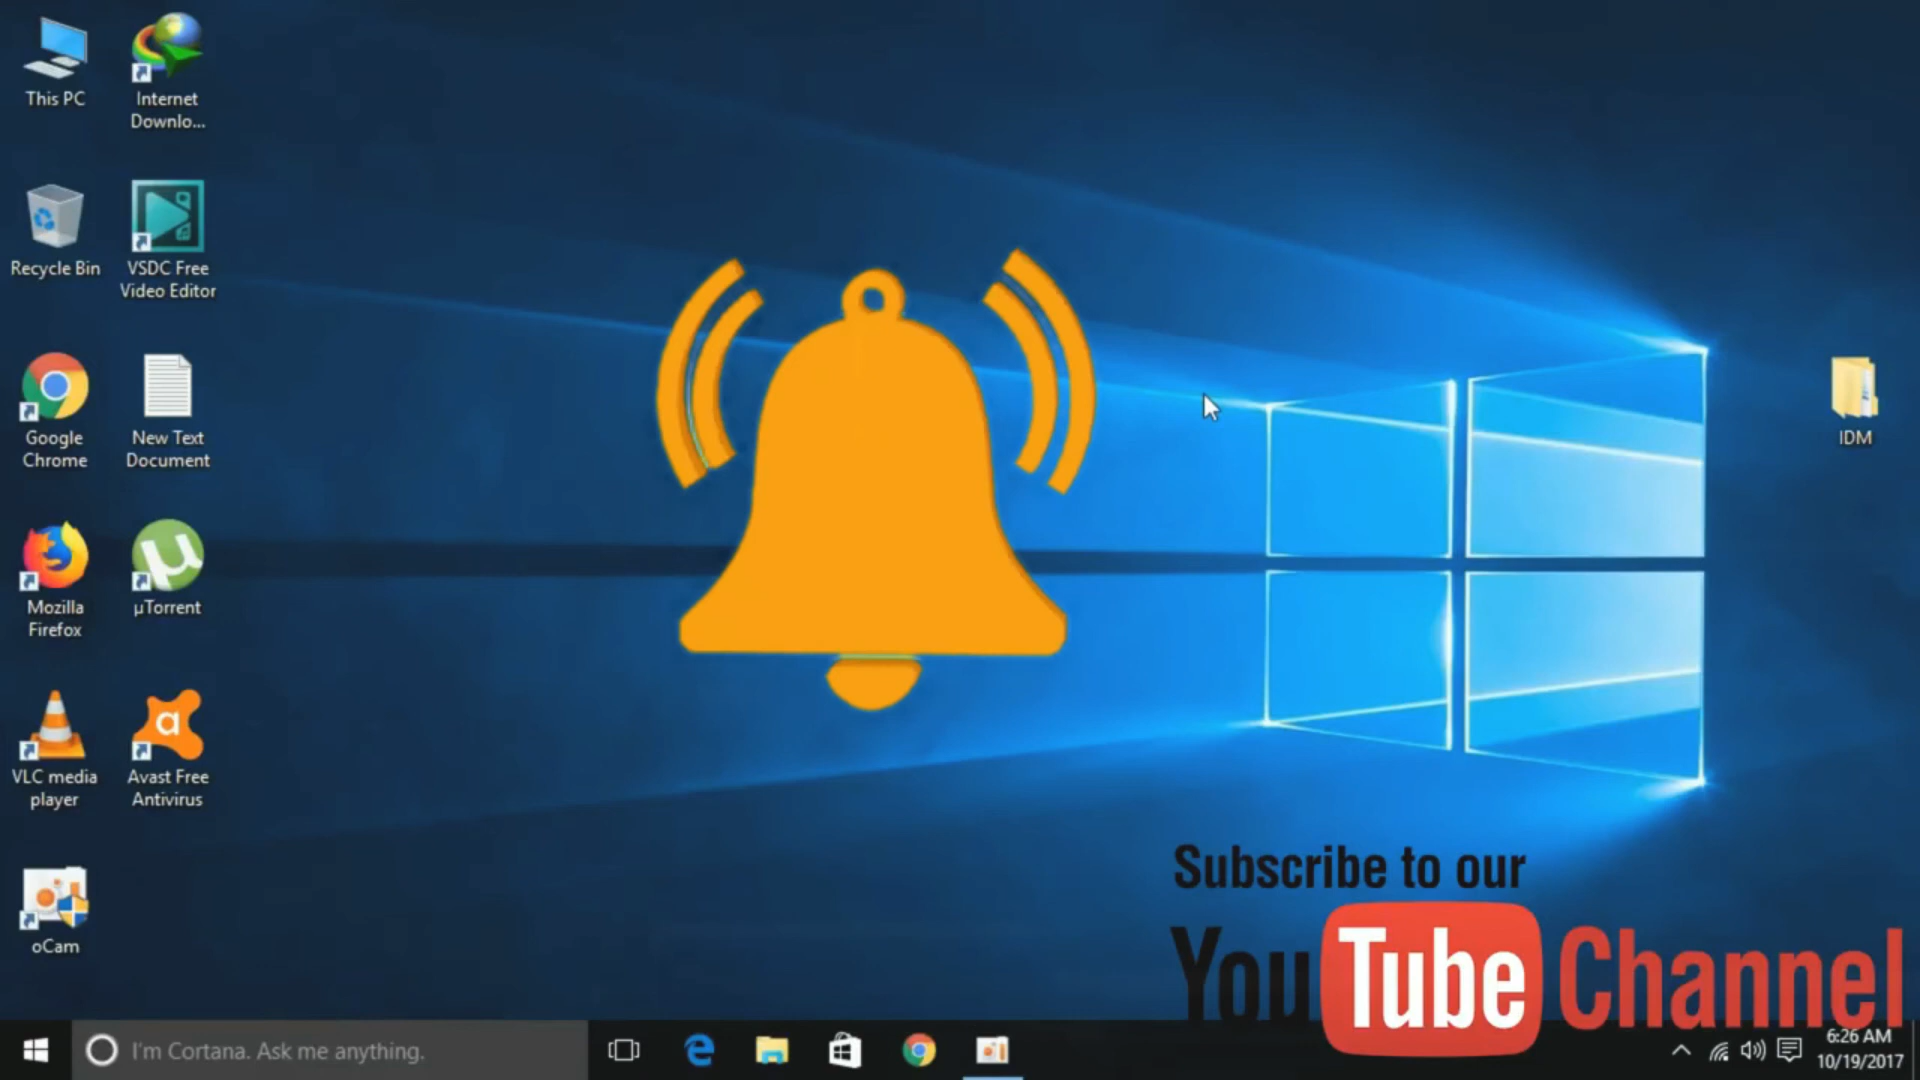 This PC
Internet
Downlo...
Recycle Bin
VSDC Free
Video Editor
Google
Chrome
New Text
Document
IDM
Mozilla
Firefox
µTorrent
VLC media
player
a
Avast Free
Antivirus
oCam
Subscribe to our
YouTube Channel
I'm Cortana. Ask me anything.
6:26 AM
10/19/2017